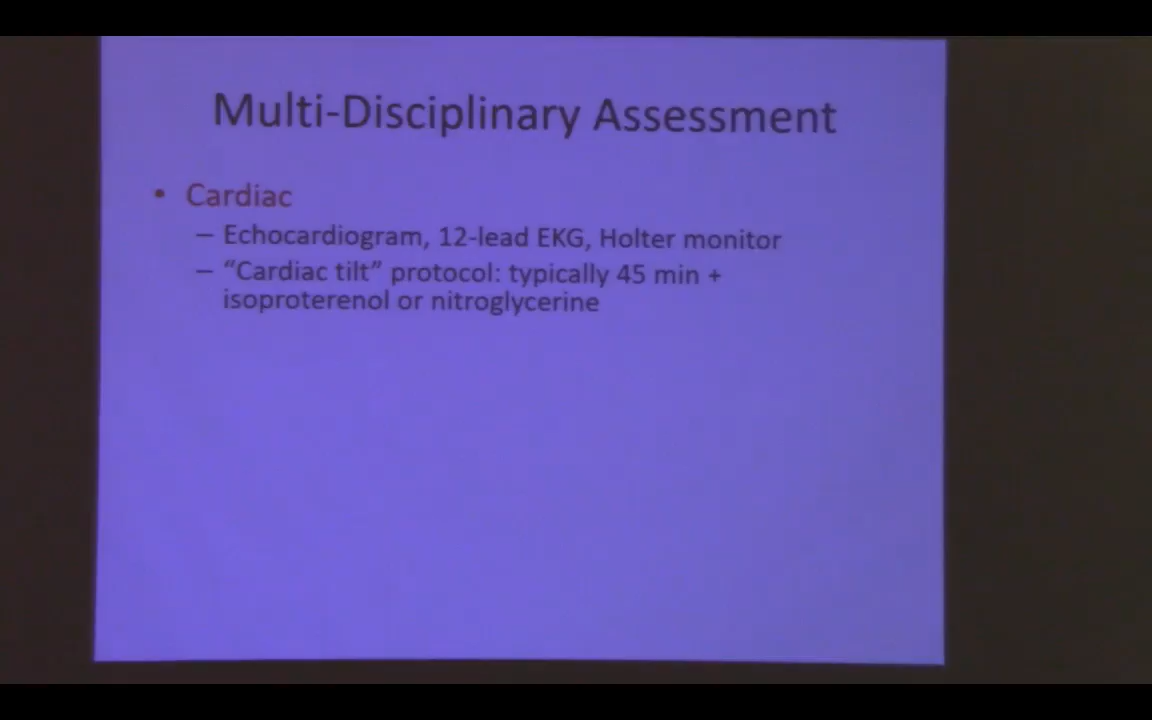 Multi-Disciplinary Assessment
• Cardiac
– Echocardiogram, 12-lead EKG, Holter monitor
– “Cardiac tilt” protocol: typically 45 min +
isoproterenol or nitroglycerine